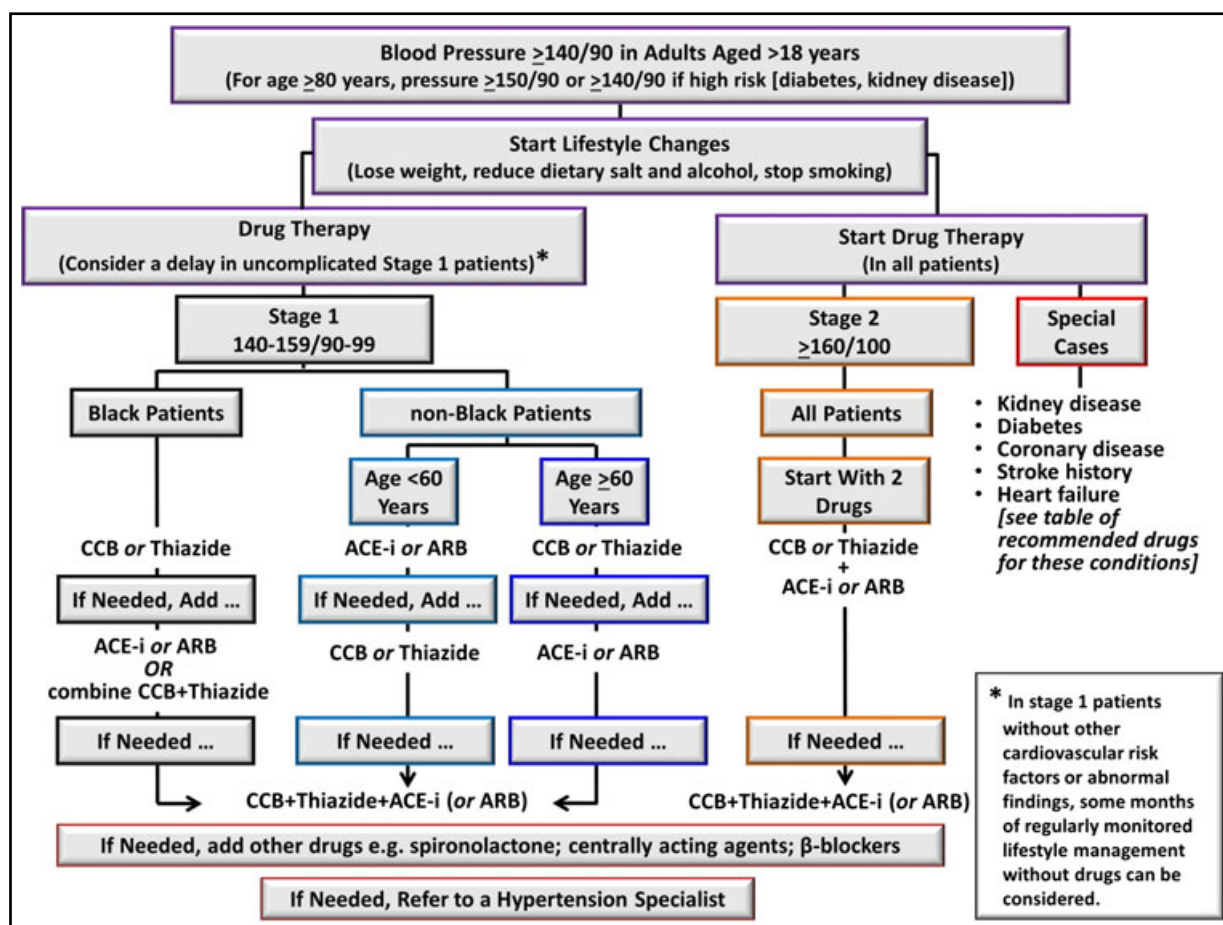 Blood Pressure ≥140/90 in Adults Aged >18 years
(For age ≥80 years, pressure ≥150/90 or ≥140/90 if high risk [diabetes, kidney disease])
Start Lifestyle Changes
(Lose weight, reduce dietary salt and alcohol, stop smoking)
Drug Therapy
(Consider a delay in uncomplicated Stage 1 patients)*
Stage 1
140-159/90-99
Black Patients
CCB or Thiazide
If Needed, Add ...
ACE-i or ARB
OR
combine CCB+Thiazide
If Needed ...
non-Black Patients
Age <60
Years
ACE-i or ARB
If Needed, Add ...
CCB or Thiazide
If Needed ...
Age ≥60
Years
CCB or Thiazide
If Needed, Add ...
ACE-i or ARB
If Needed ...
CCB+Thiazide+ACE-i (or ARB)
Start Drug Therapy
(In all patients)
Stage 2
≥160/100
All Patients
Start With 2
Drugs
CCB or Thiazide
+
ACE-i or ARB
If Needed ...
CCB+Thiazide+ACE-i (or ARB)
Special
Cases
• Kidney disease
• Diabetes
• Coronary disease
• Stroke history
• Heart failure
[see table of
recommended drugs
for these conditions]
If Needed, add other drugs e.g. spironolactone; centrally acting agents; β-blockers
If Needed, Refer to a Hypertension Specialist
* In stage 1 patients
without other
cardiovascular risk
factors or abnormal
findings, some months
of regularly monitored
lifestyle management
without drugs can be
considered.